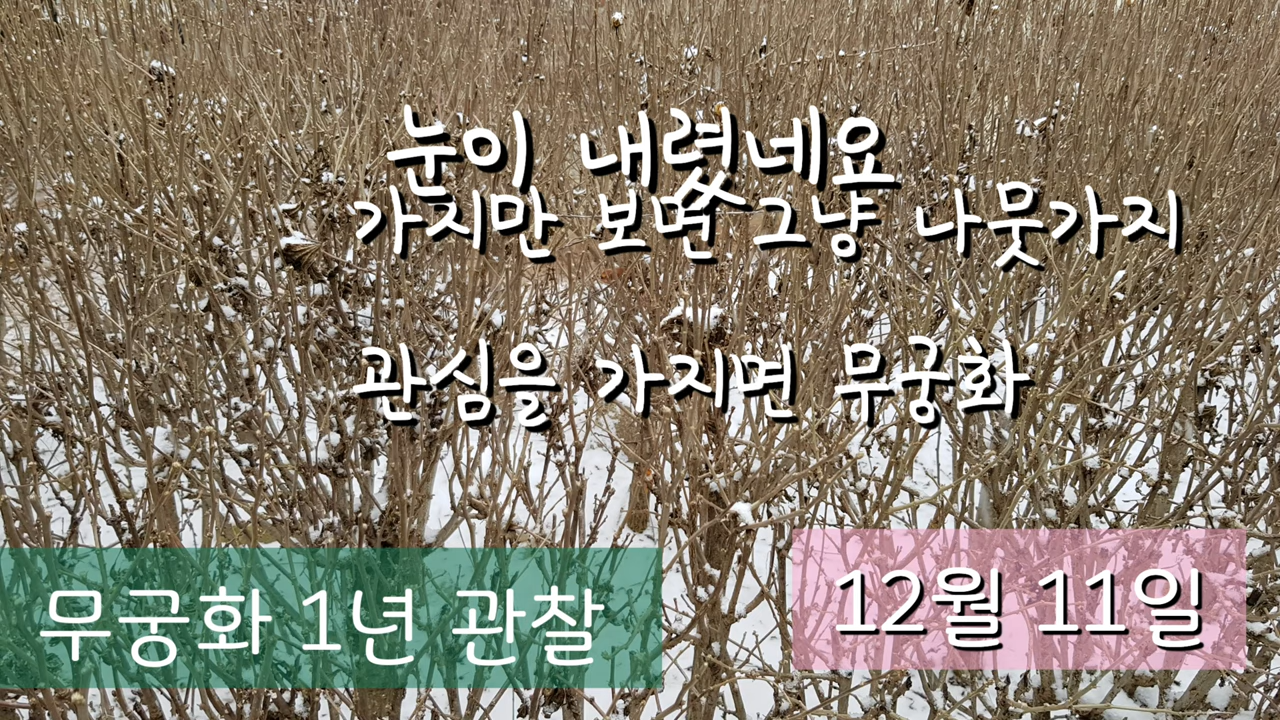 눈이 내렸네요
가지만 보면 그냥 나뭇가지
관심을 가지면 무궁화
무궁화 1년 관찰
12월 11일